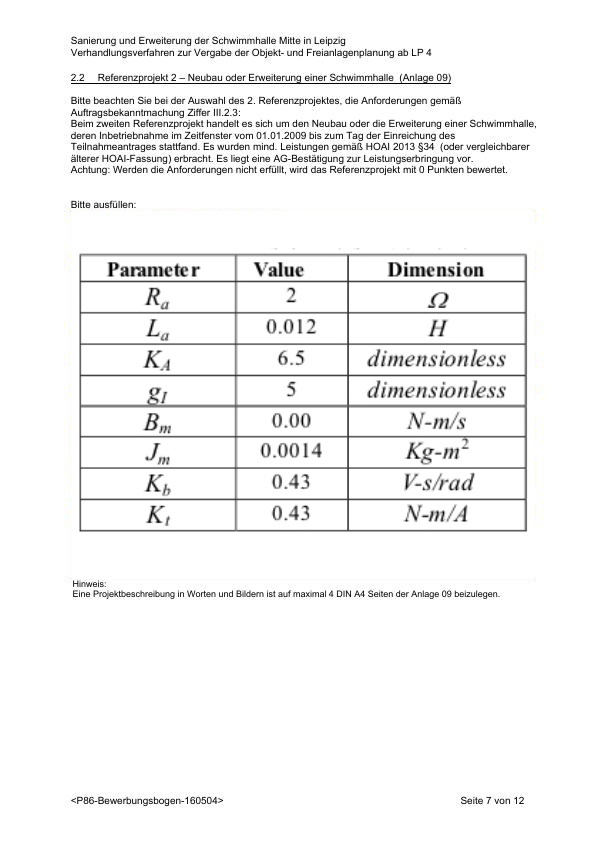 Sanierung und Erweiterung der Schwimmhalle Mitte in Leipzig
Verhandlungsverfahren zur Vergabe der Objekt- und Freianlagenplanung ab LP 4
2.2 Referenzprojekt 2 – Neubau oder Erweiterung einer Schwimmhalle (Anlage 09)
Bitte beachten Sie bei der Auswahl des 2. Referenzprojektes, die Anforderungen gemäß
Auftragsbekanntmachung Ziffer III.2.3:
Beim zweiten Referenzprojekt handelt es sich um den Neubau oder die Erweiterung einer Schwimmhalle,
deren Inbetriebnahme im Zeitfenster vom 01.01.2009 bis zum Tag der Einreichung des
Teilnahmeantrages stattfand. Es wurden mind. Leistungen gemäß HOAI 2013 §34 (oder vergleichbarer
älterer HOAI-Fassung) erbracht. Es liegt eine AG-Bestätigung zur Leistungserbringung vor.
Achtung: Werden die Anforderungen nicht erfüllt, wird das Referenzprojekt mit 0 Punkten bewertet.
Bitte ausfüllen:
Parameter Value Dimension
R_a 2 Ω
L_a 0.012 H
K_A 6.5 dimensionless
g_I 5 dimensionless
B_m 0.00 N-m/s
J_m 0.0014 Kg-m²
K_b 0.43 V-s/rad
K_t 0.43 N-m/A
Hinweis:
Eine Projektbeschreibung in Worten und Bildern ist auf maximal 4 DIN A4 Seiten der Anlage 09 beizulegen.
<P86-Bewerbungsbogen-160504> Seite 7 von 12